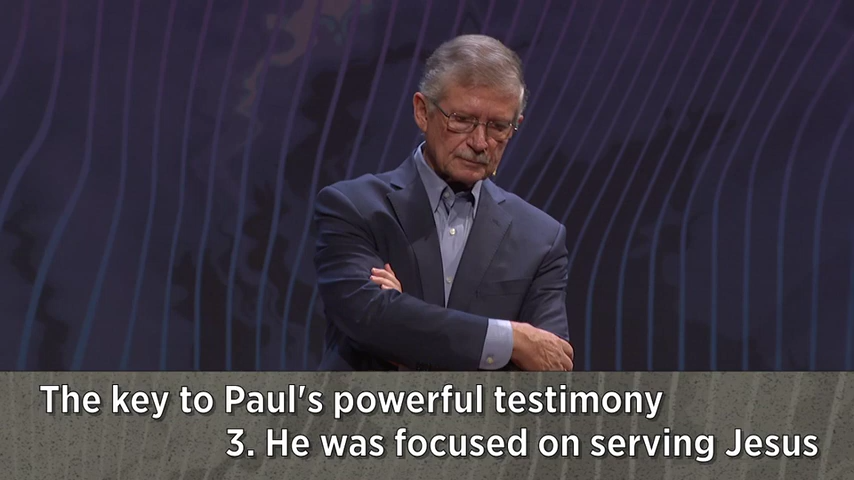 The key to Paul's powerful testimony
3. He was focused on serving Jesus